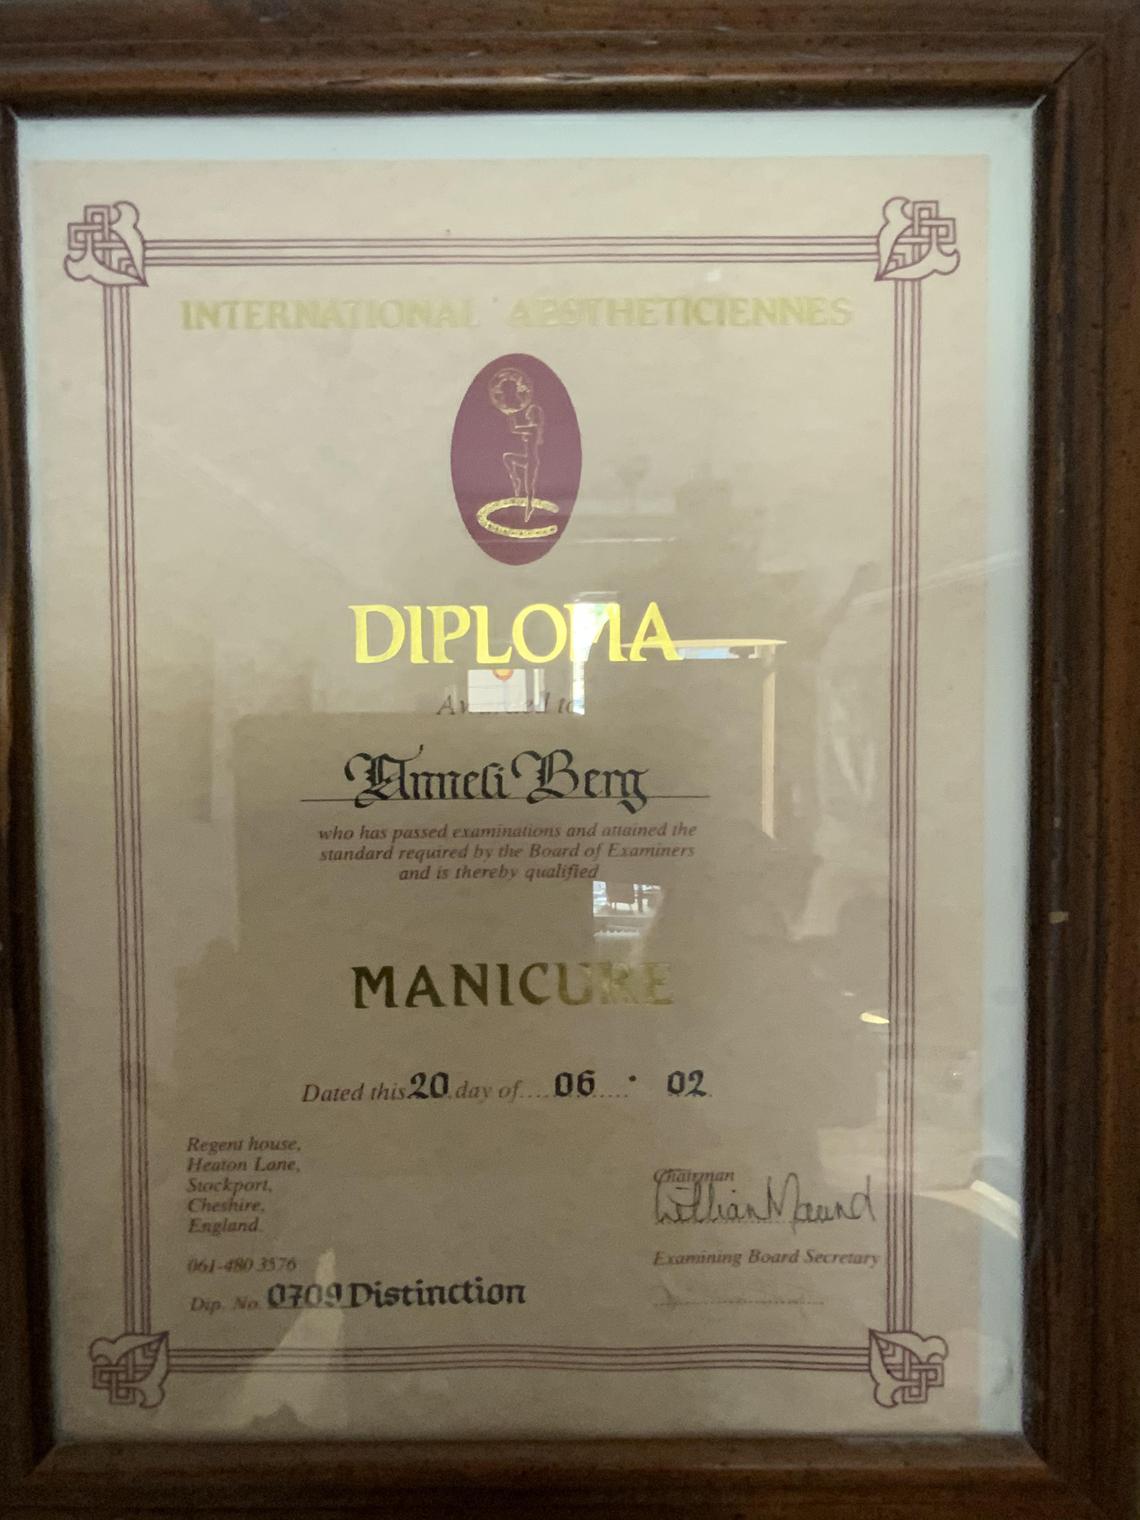 INTERNATIONAL AESTHETICIENNES
DIPLOMA
Awarded to
Anneli Berg
who has passed examinations and attained the
standard required by the Board of Examiners
and is thereby qualified
MANICURE
Dated this 20 day of.... 06 ..... · 02
Regent house,
Heaton Lane,
Stockport,
Cheshire,
England.
061-480 3576
Dip. No. 0709 Distinction
Chairman
William Maund
Examining Board Secretary